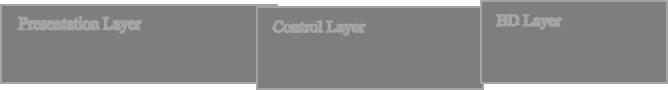 Presentation Layer
Control Layer
BD Layer